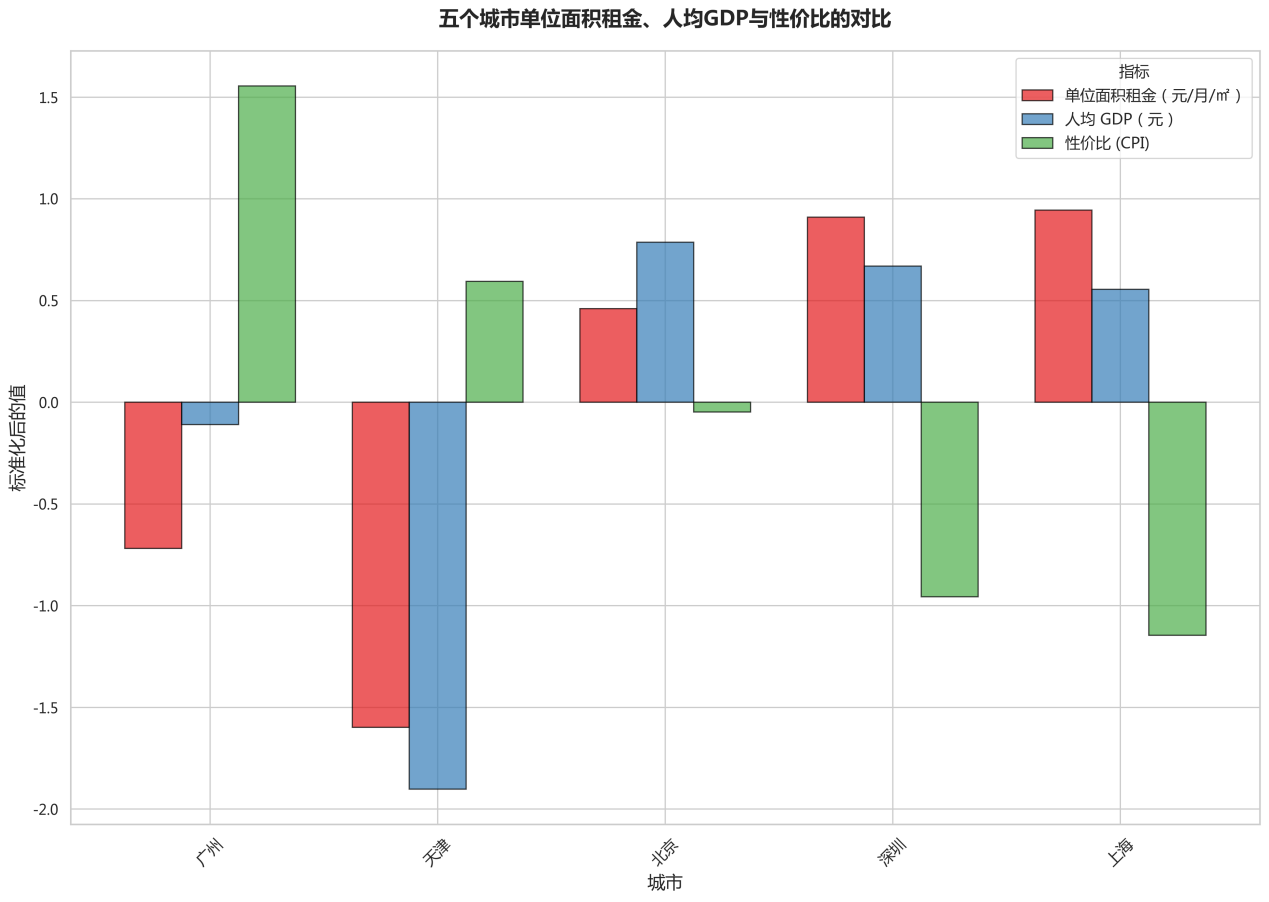 五个城市单位面积租金、人均GDP与性价比的对比
指标
单位面积租金（元/月/㎡）
人均 GDP（元）
性价比 (CPI)
标准化后的值
1.5
1.0
0.5
0.0
-0.5
-1.0
-1.5
-2.0
广州
天津
北京
深圳
上海
城市